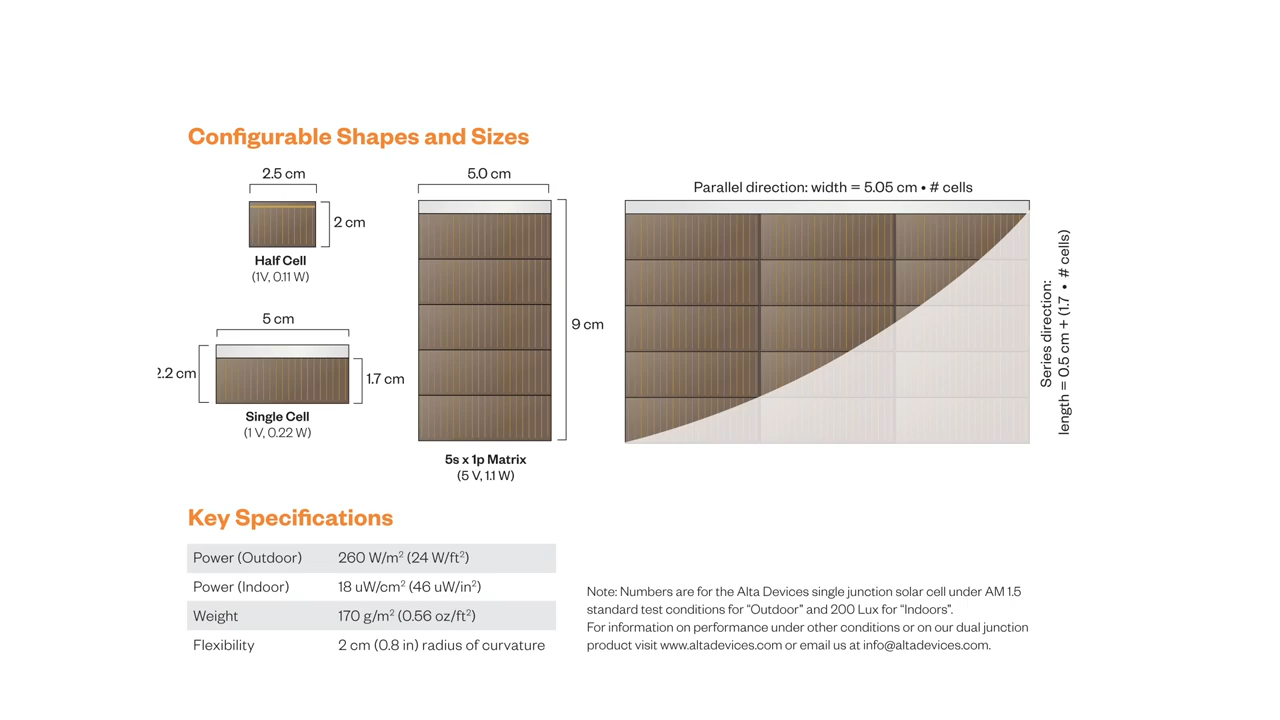 Configurable Shapes and Sizes
2.5 cm
2 cm
Half Cell
(1V, 0.11 W)
5 cm
2.2 cm
1.7 cm
Single Cell
(1 V, 0.22 W)
5.0 cm
9 cm
5s x 1p Matrix
(5 V, 1.1 W)
Parallel direction: width = 5.05 cm • # cells
Series direction:
length = 0.5 cm + (1.7 • # cells)
Key Specifications
Power (Outdoor) 260 W/m² (24 W/ft²)
Power (Indoor) 18 uW/cm² (46 uW/in²)
Weight 170 g/m² (0.56 oz/ft²)
Flexibility 2 cm (0.8 in) radius of curvature
Note: Numbers are for the Alta Devices single junction solar cell under AM 1.5
standard test conditions for “Outdoor” and 200 Lux for “Indoors”.
For information on performance under other conditions or on our dual junction
product visit www.altadevices.com or email us at info@altadevices.com.